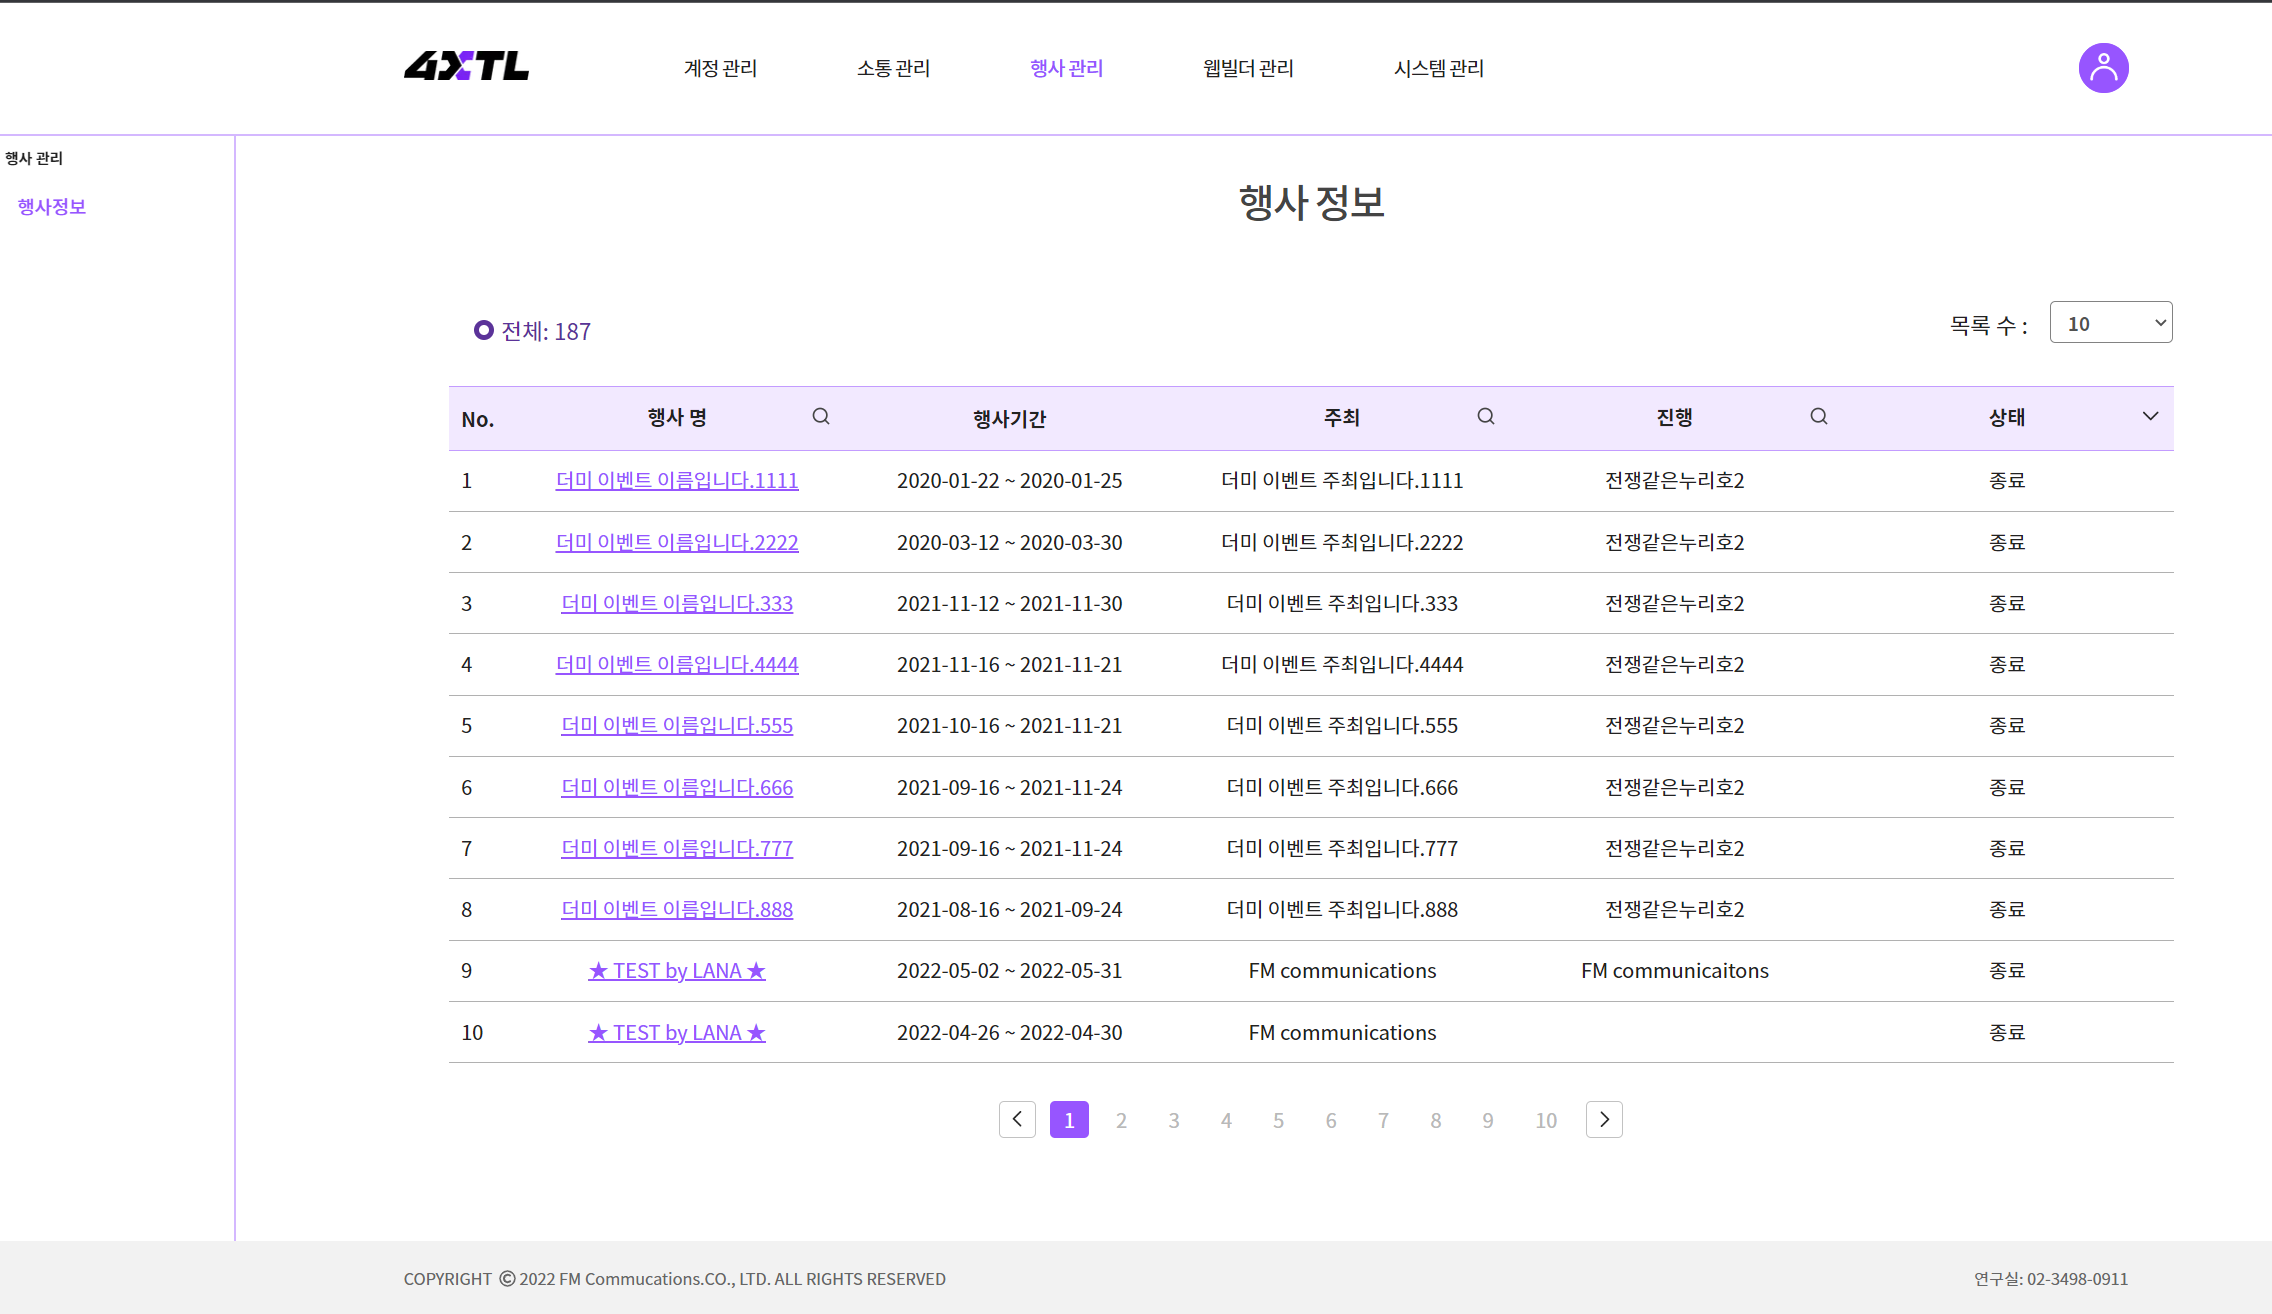 4XTL 계정 관리 소통 관리 행사 관리 웹빌더 관리 시스템 관리
행사 관리
행사정보
행사 정보
전체: 187 목록 수 : 10
No. 행사 명 행사기간 주최 진행 상태
1 더미 이벤트 이름입니다.1111 2020-01-22 ~ 2020-01-25 더미 이벤트 주최입니다.1111 전쟁같은누리호2 종료
2 더미 이벤트 이름입니다.2222 2020-03-12 ~ 2020-03-30 더미 이벤트 주최입니다.2222 전쟁같은누리호2 종료
3 더미 이벤트 이름입니다.333 2021-11-12 ~ 2021-11-30 더미 이벤트 주최입니다.333 전쟁같은누리호2 종료
4 더미 이벤트 이름입니다.4444 2021-11-16 ~ 2021-11-21 더미 이벤트 주최입니다.4444 전쟁같은누리호2 종료
5 더미 이벤트 이름입니다.555 2021-10-16 ~ 2021-11-21 더미 이벤트 주최입니다.555 전쟁같은누리호2 종료
6 더미 이벤트 이름입니다.666 2021-09-16 ~ 2021-11-24 더미 이벤트 주최입니다.666 전쟁같은누리호2 종료
7 더미 이벤트 이름입니다.777 2021-09-16 ~ 2021-11-24 더미 이벤트 주최입니다.777 전쟁같은누리호2 종료
8 더미 이벤트 이름입니다.888 2021-08-16 ~ 2021-09-24 더미 이벤트 주최입니다.888 전쟁같은누리호2 종료
9 ★ TEST by LANA ★ 2022-05-02 ~ 2022-05-31 FM communications FM communicaitons 종료
10 ★ TEST by LANA ★ 2022-04-26 ~ 2022-04-30 FM communications 종료
1 2 3 4 5 6 7 8 9 10
COPYRIGHT © 2022 FM Commucations.CO., LTD. ALL RIGHTS RESERVED 연구실: 02-3498-0911